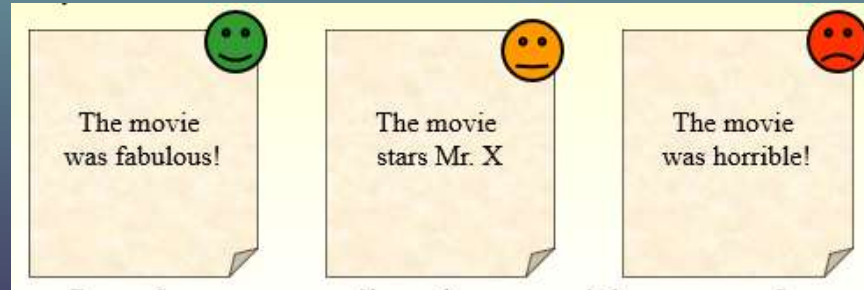 The movie
was fabulous!
The movie
stars Mr. X
The movie
was horrible!